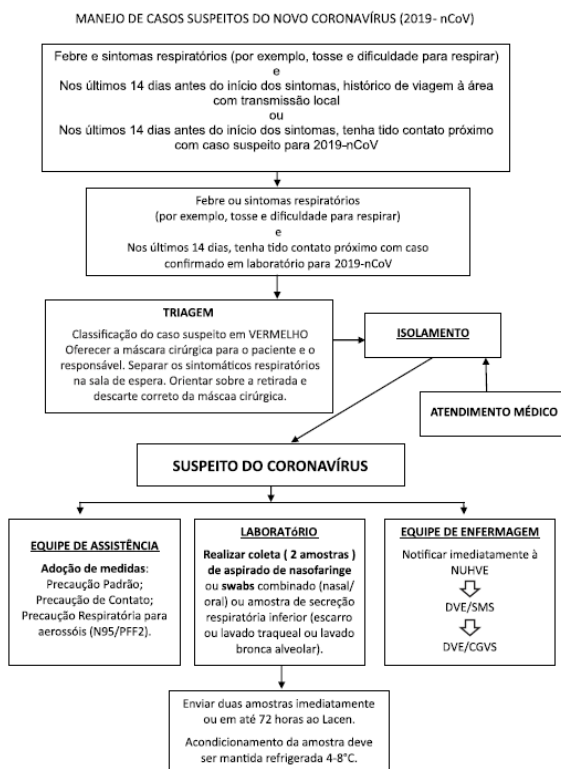 MANEJO DE CASOS SUSPEITOS DO NOVO CORONAVÍRUS (2019- nCoV)
Febre e sintomas respiratórios (por exemplo, tosse e dificuldade para respirar)
e
Nos últimos 14 dias antes do início dos sintomas, histórico de viagem à área
com transmissão local
ou
Nos últimos 14 dias antes do início dos sintomas, tenha tido contato próximo
com caso suspeito para 2019-nCoV
Febre ou sintomas respiratórios
(por exemplo, tosse e dificuldade para respirar)
e
Nos últimos 14 dias, tenha tido contato próximo com caso
confirmado em laboratório para 2019-nCoV
TRIAGEM
Classificação do caso suspeito em VERMELHO
Oferecer a máscara cirúrgica para o paciente e o
responsável. Separar os sintomáaticos respiratórios
na sala de espera. Orientar sobre a retirada e
descarte correto da máscaa cirúrgica.
ISOLAMENTO
ATENDIMENTO MÉDICO
SUSPEITO DO CORONAVÍRUS
EQUIPE DE ASSISTÊNCIA
Adoção de medidas:
Precaução Padrão;
Precaução de Contato;
Precaução Respiratória para
aerossóis (N95/PFF2).
LABORATóRIO
Realizar coleta ( 2 amostras )
de aspirado de nasofaringe
ou swabs combinado (nasal/
oral) ou amostra de secreção
respiratória inferior (escarro
ou lavado traqueal ou lavado
bronca alveolar).
EQUIPE DE ENFERMAGEM
Notificar imediatamente à
NUHVE
DVE/SMS
DVE/CGVS
Enviar duas amostras imediatamente
ou em até 72 horas ao Lacen.
Acondicionamento da amostra deve
ser mantida refrigerada 4-8°C.